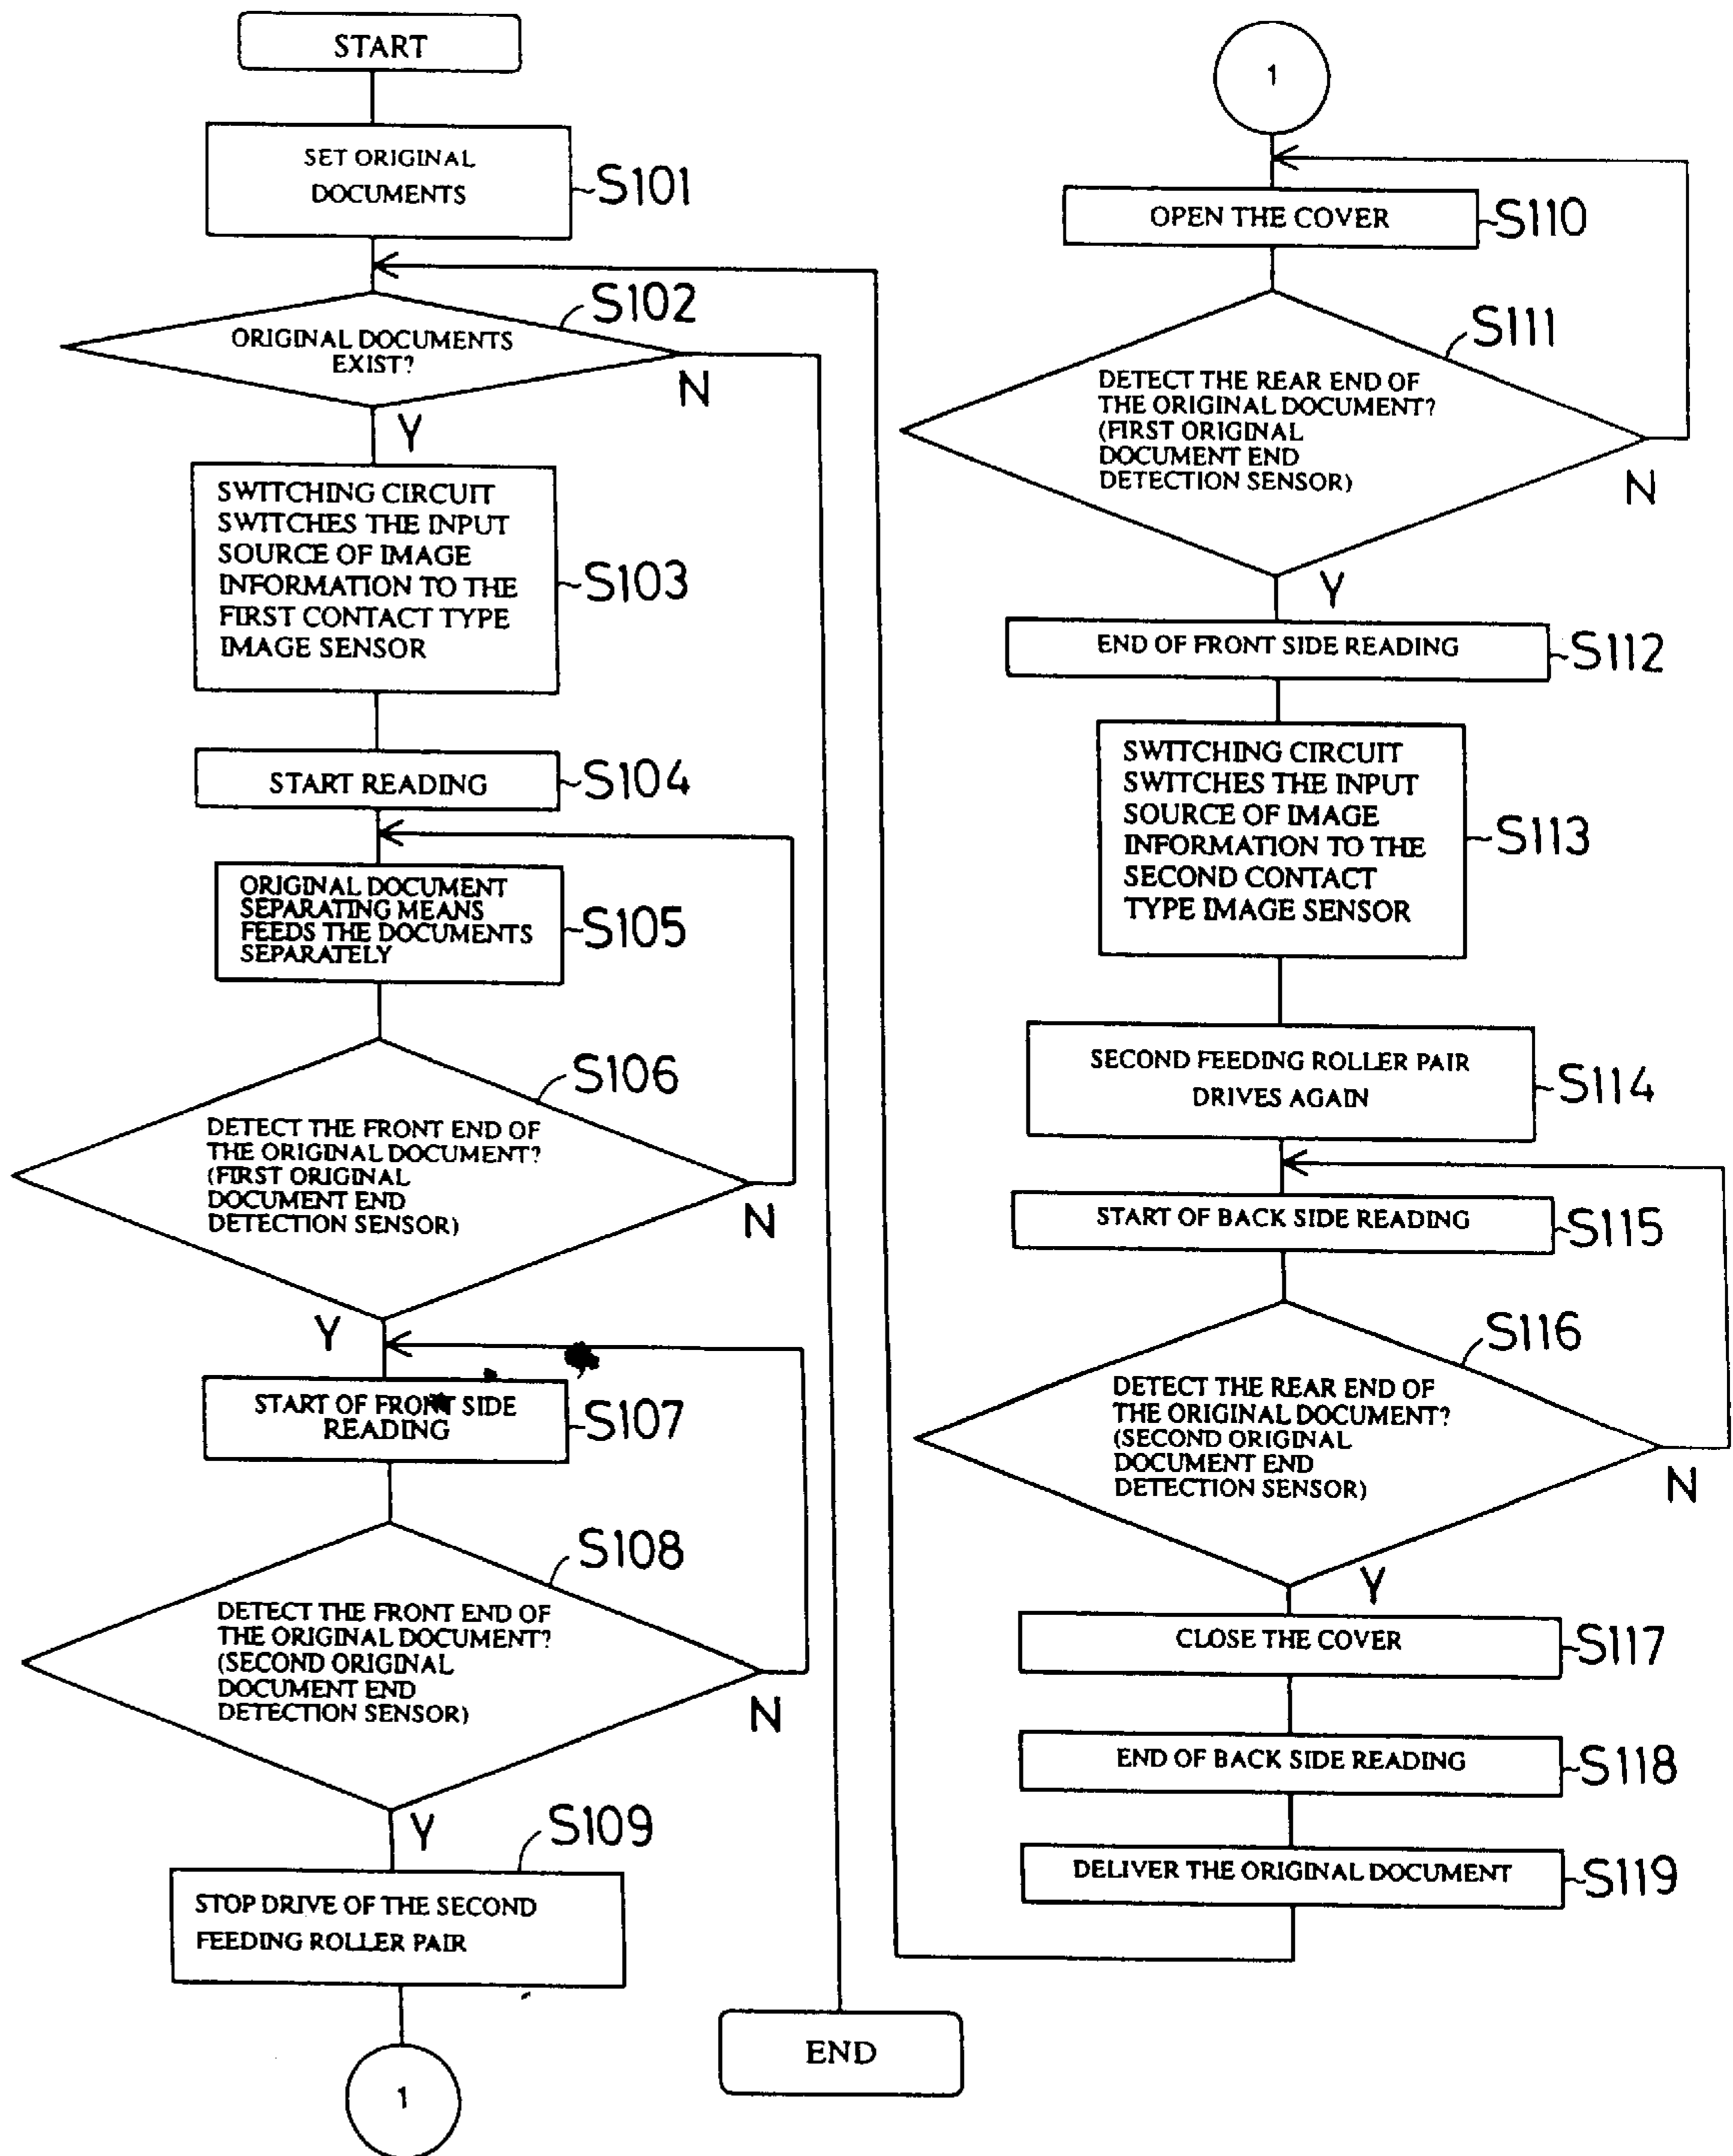 START
SET ORIGINAL
DOCUMENTS
S101
S102
ORIGINAL DOCUMENTS
EXIST?
N
Y
SWITCHING CIRCUIT
SWITCHES THE INPUT
SOURCE OF IMAGE
INFORMATION TO THE
FIRST CONTACT TYPE
IMAGE SENSOR
S103
START READING
S104
ORIGINAL DOCUMENT
SEPARATING MEANS
FEEDS THE DOCUMENTS
SEPARATELY
S105
S106
DETECT THE FRONT END OF
THE ORIGINAL DOCUMENT?
(FIRST ORIGINAL
DOCUMENT END
DETECTION SENSOR)
N
Y
START OF FRONT SIDE
READING
S107
S108
DETECT THE FRONT END OF
THE ORIGINAL DOCUMENT?
(SECOND ORIGINAL
DOCUMENT END
DETECTION SENSOR)
N
Y
S109
STOP DRIVE OF THE SECOND
FEEDING ROLLER PAIR
1
END
1
OPEN THE COVER
S110
S111
DETECT THE REAR END OF
THE ORIGINAL DOCUMENT?
(FIRST ORIGINAL
DOCUMENT END
DETECTION SENSOR)
N
Y
END OF FRONT SIDE READING
S112
SWITCHING CIRCUIT
SWITCHES THE INPUT
SOURCE OF IMAGE
INFORMATION TO THE
SECOND CONTACT
TYPE IMAGE SENSOR
S113
SECOND FEEDING ROLLER PAIR
DRIVES AGAIN
S114
START OF BACK SIDE READING
S115
S116
DETECT THE REAR END OF
THE ORIGINAL DOCUMENT?
(SECOND ORIGINAL
DOCUMENT END
DETECTION SENSOR)
N
Y
CLOSE THE COVER
S117
END OF BACK SIDE READING
S118
DELIVER THE ORIGINAL DOCUMENT
S119